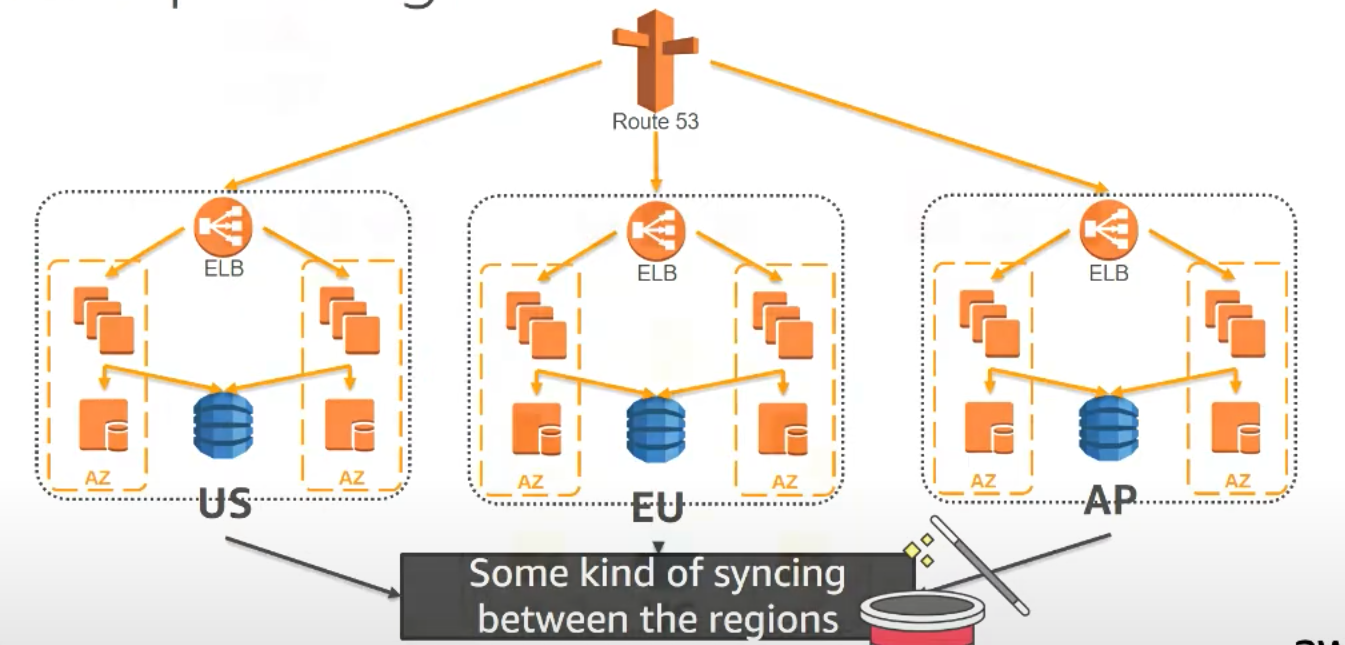 Route 53
ELB
ELB
ELB
AZ
AZ
AZ
AZ
AZ
AZ
US
EU
AP
Some kind of syncing
between the regions